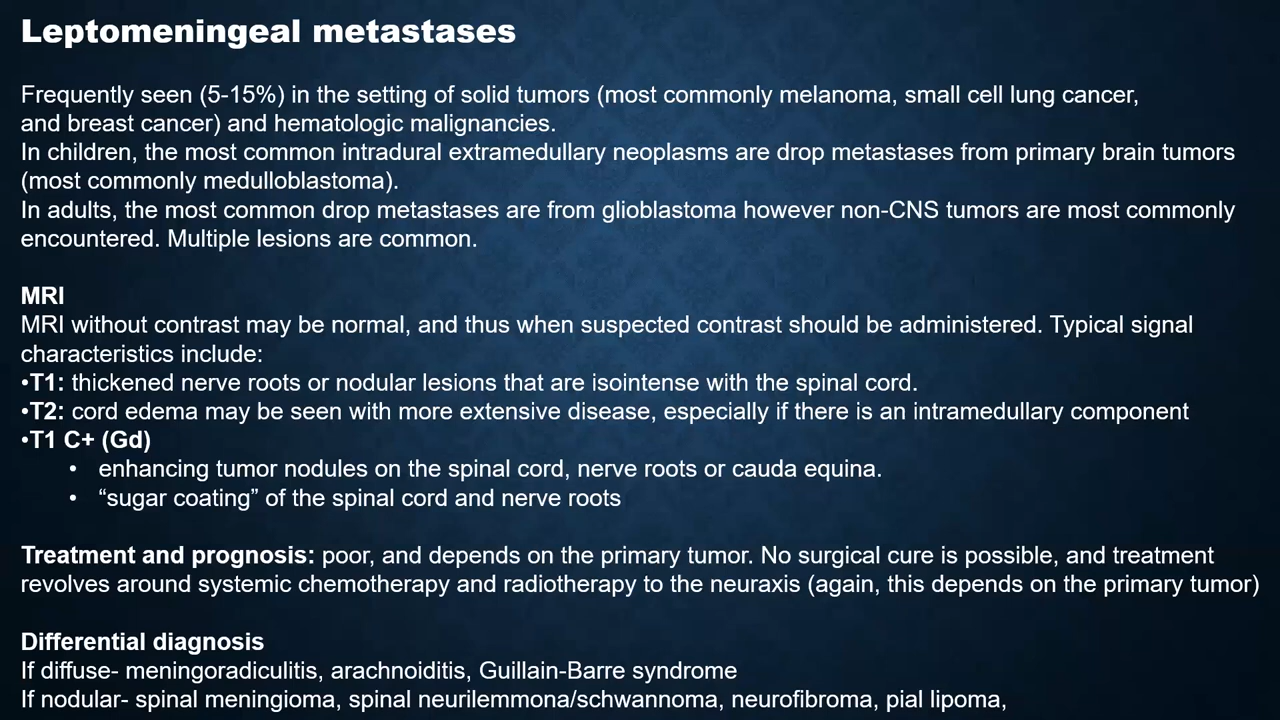 Leptomeningeal metastases
Frequently seen (5-15%) in the setting of solid tumors (most commonly melanoma, small cell lung cancer,
and breast cancer) and hematologic malignancies.
In children, the most common intradural extramedullary neoplasms are drop metastases from primary brain tumors
(most commonly medulloblastoma).
In adults, the most common drop metastases are from glioblastoma however non-CNS tumors are most commonly
encountered. Multiple lesions are common.
MRI
MRI without contrast may be normal, and thus when suspected contrast should be administered. Typical signal
characteristics include:
•T1: thickened nerve roots or nodular lesions that are isointense with the spinal cord.
•T2: cord edema may be seen with more extensive disease, especially if there is an intramedullary component
•T1 C+ (Gd)
• enhancing tumor nodules on the spinal cord, nerve roots or cauda equina.
• “sugar coating” of the spinal cord and nerve roots
Treatment and prognosis: poor, and depends on the primary tumor. No surgical cure is possible, and treatment
revolves around systemic chemotherapy and radiotherapy to the neuraxis (again, this depends on the primary tumor)
Differential diagnosis
If diffuse- meningoradiculitis, arachnoiditis, Guillain-Barre syndrome
If nodular- spinal meningioma, spinal neurilemmona/schwannoma, neurofibroma, pial lipoma,